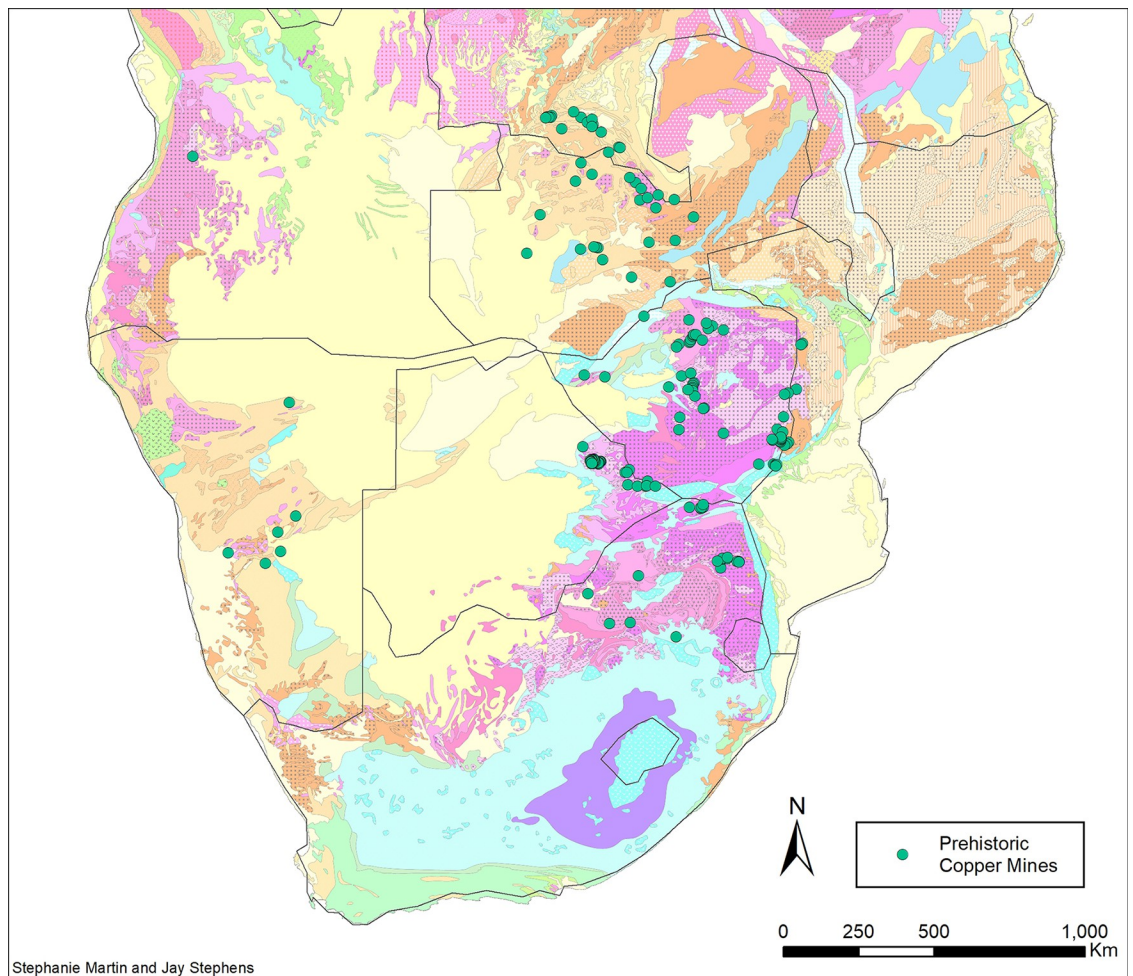 N
Prehistoric
Copper Mines
0 250 500 1,000
Km
Stephanie Martin and Jay Stephens